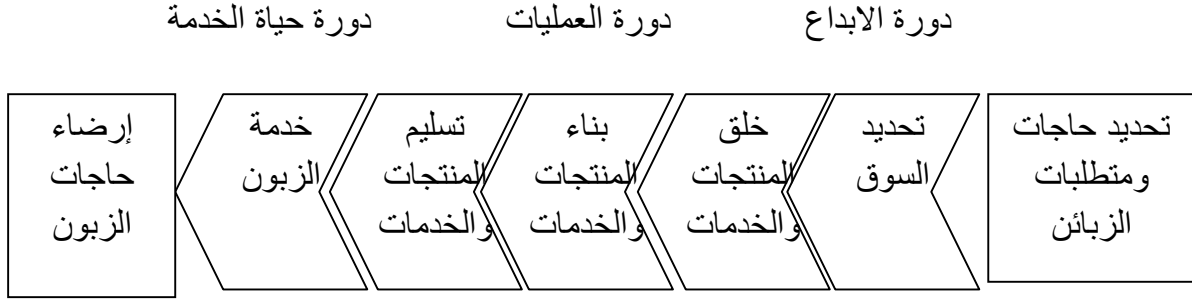 دورة الابداع
دورة العمليات
دورة حياة الخدمة
تحديد حاجات
ومتطلبات
الزبائن
تحديد
السوق
خلق
المنتجات
والخدمات
بناء
المنتجات
والخدمات
تسليم
المنتجات
والخدمات
خدمة
الزبون
إرضاء
حاجات
الزبون